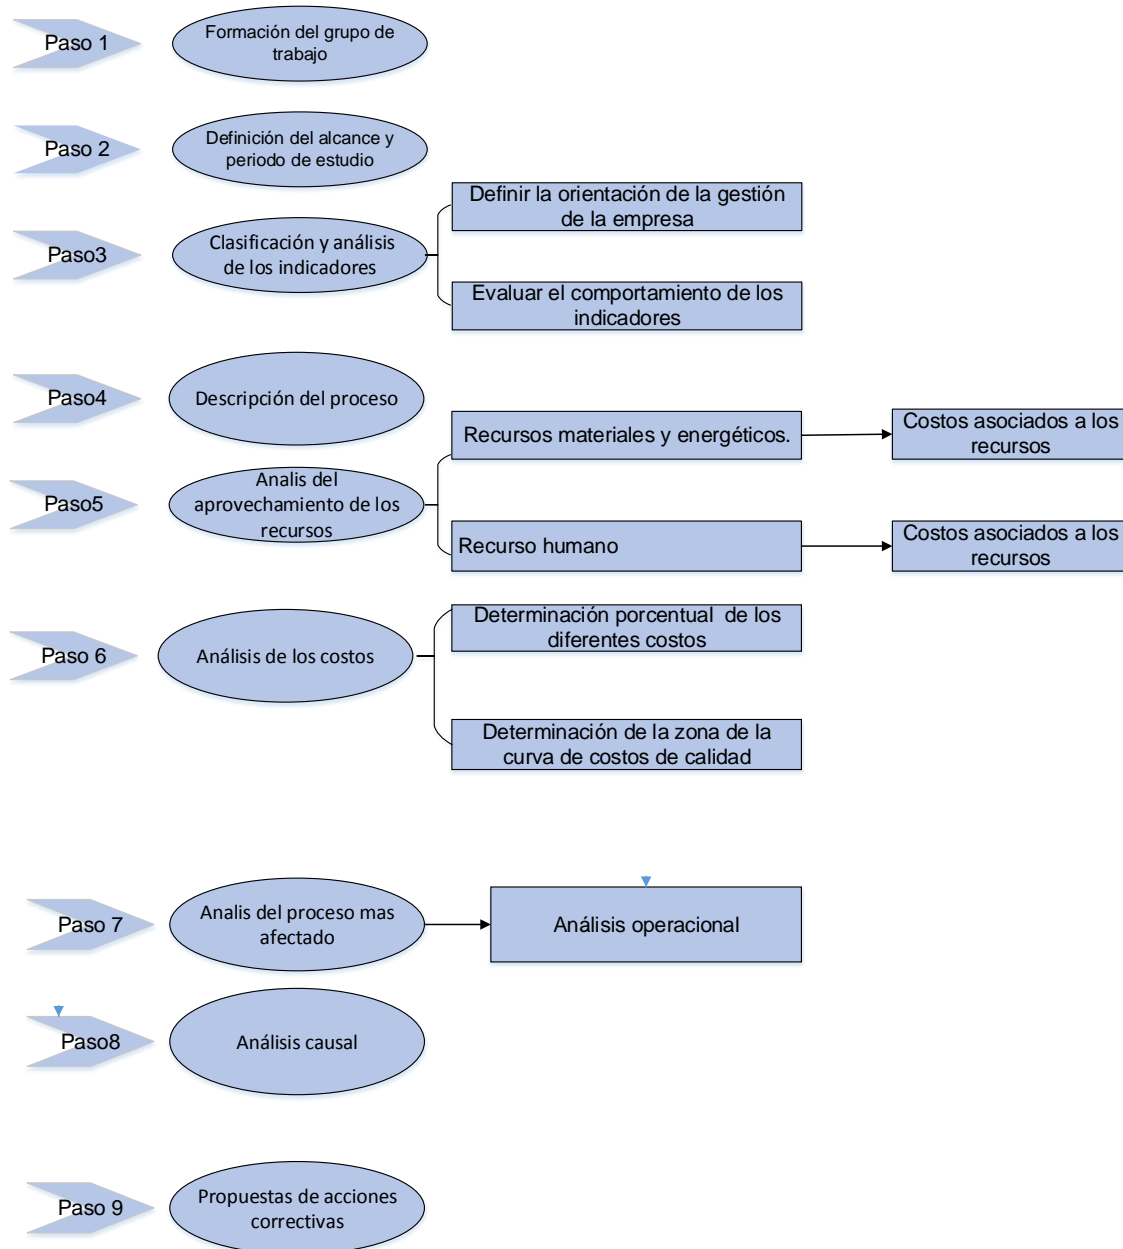 Paso 1
Formación del grupo de
trabajo
Paso 2
Definición del alcance y
periodo de estudio
Paso3
Clasificación y análisis
de los indicadores
Definir la orientación de la gestión
de la empresa
Evaluar el comportamiento de los
indicadores
Paso4
Descripción del proceso
Paso5
Analis del
aprovechamiento de los
recursos
Recursos materiales y energéticos.
Costos asociados a los
recursos
Recurso humano
Costos asociados a los
recursos
Paso 6
Análisis de los costos
Determinación porcentual  de los
diferentes costos
Determinación de la zona de la
curva de costos de calidad
Paso 7
Analis del proceso mas
afectado
Análisis operacional
Paso8
Análisis causal
Paso 9
Propuestas de acciones
correctivas